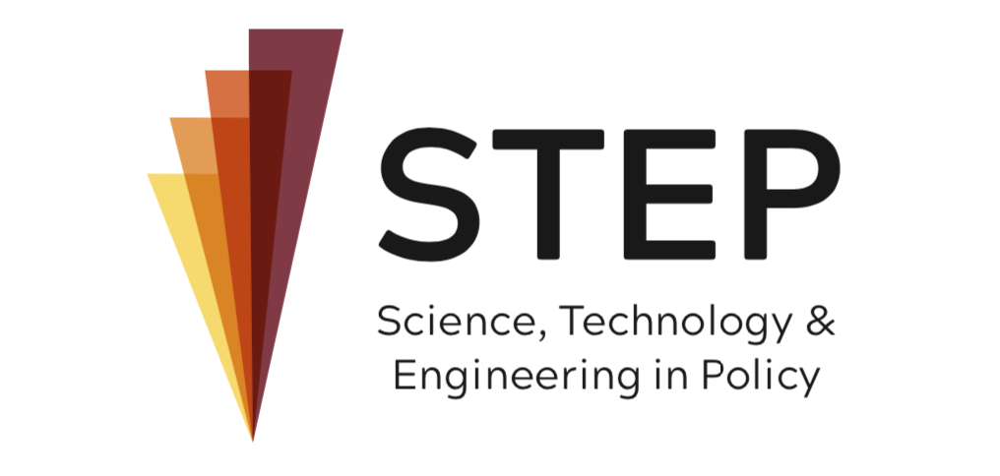 STEP
Science, Technology &
Engineering in Policy